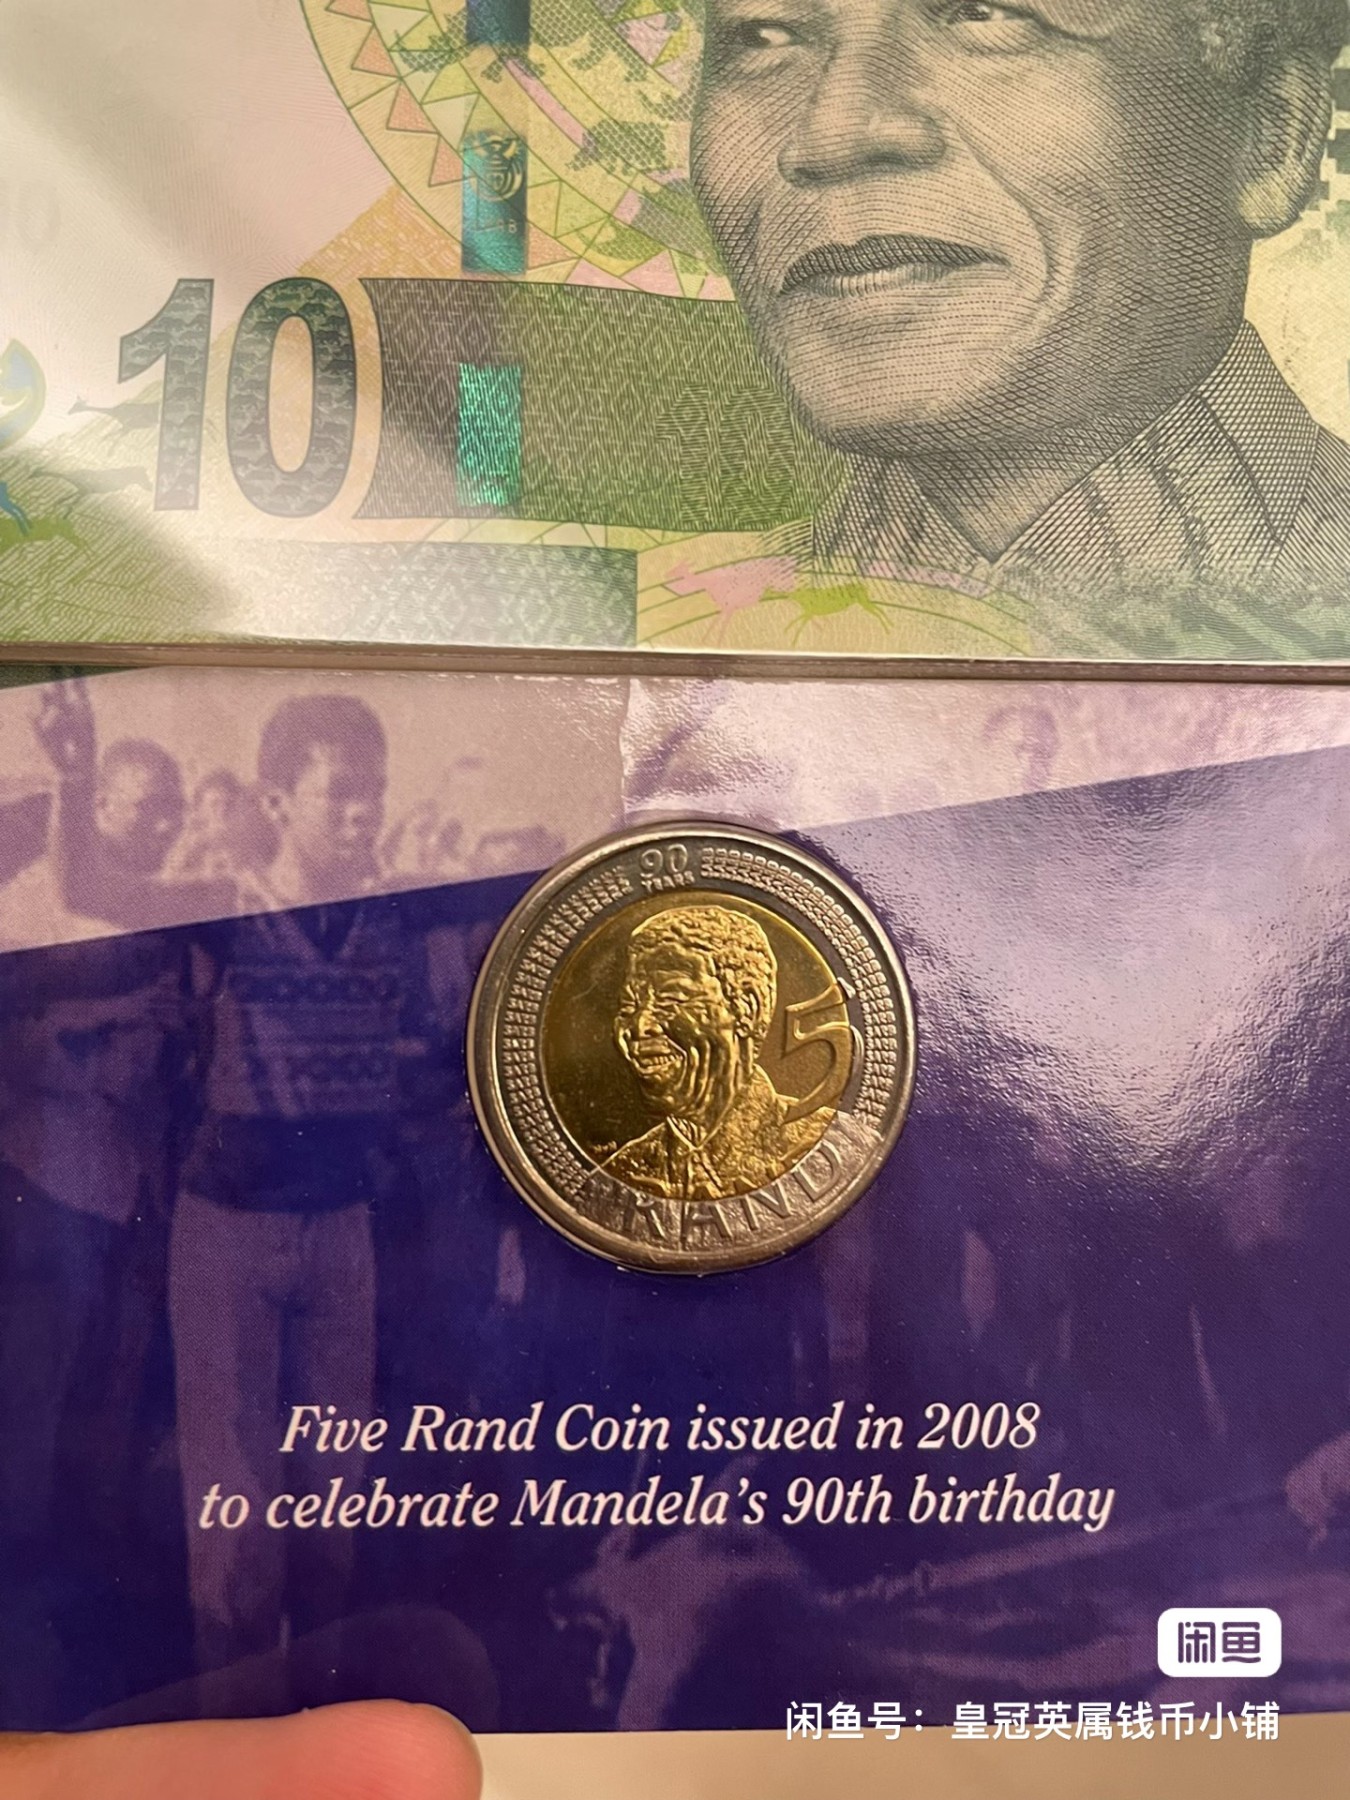 10
90
YEARS
5
RAND
Five Rand Coin issued in 2008
to celebrate Mandela's 90th birthday
闲鱼
闲鱼号：皇冠英属钱币小铺